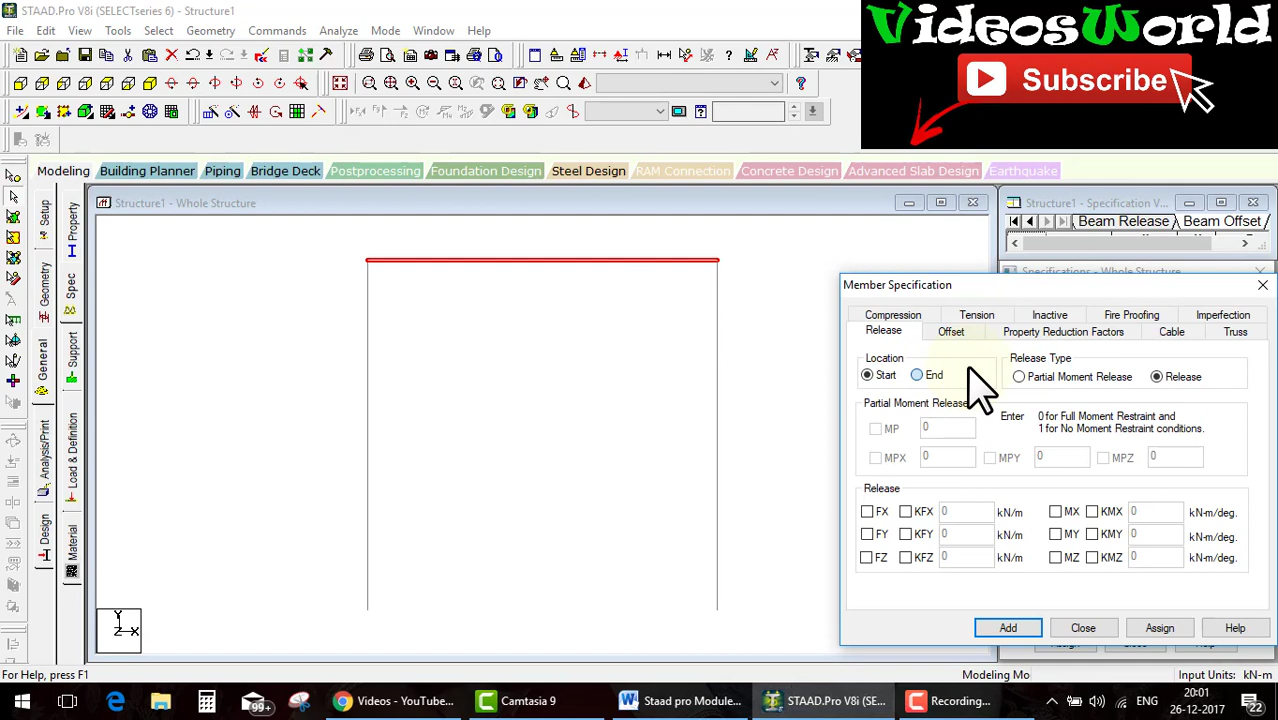 STAAD.Pro V8i (SELECTseries 6) - Structure1
VideosWorld
Subscribe
File Edit View Tools Select Geometry Commands Analyze Mode Window Help
Modeling Building Planner Piping Bridge Deck Postprocessing Foundation Design Steel Design RAM Connection Concrete Design Advanced Slab Design Earthquake
Structure1 - Whole Structure
Structure1 - Specification V...
Beam Release Beam Offset
Specifications - Whole Structure
Setup
Geometry
General
Analysis/Print
Design
Property
Spec
Support
Load & Definition
Material
Member Specification
Compression Tension Inactive Fire Proofing Imperfection
Release Offset Property Reduction Factors Cable Truss
Location
Start End
Release Type
Partial Moment Release Release
Partial Moment Release
Enter 0 for Full Moment Restraint and
1 for No Moment Restraint conditions.
MP 0
MPX 0 MPY 0 MPZ 0
Release
FX KFX 0 kN/m MX KMX 0 kN-m/deg.
FY KFY 0 kN/m MY KMY 0 kN-m/deg.
FZ KFZ 0 kN/m MZ KMZ 0 kN-m/deg.
Add Close Assign Help
Y
Z X
For Help, press F1
Modeling Mo
Input Units: kN-m
99+
Videos - YouTube...
Camtasia 9
Staad pro Module...
STAAD.Pro V8i (SE...
Recording...
ENG
20:01
26-12-2017
22